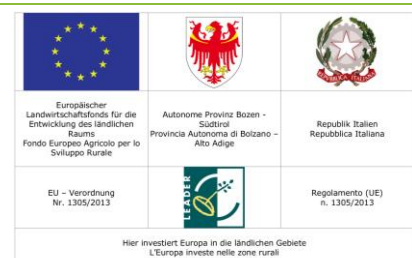 Europäischer
Landwirtschaftsfonds für die
Entwicklung des ländlichen
Raums
Fondo Europeo Agricolo per lo
Sviluppo Rurale
Autonome Provinz Bozen -
Südtirol
Provincia Autonoma di Bolzano –
Alto Adige
Republik Italien
Repubblica Italiana
EU – Verordnung
Nr. 1305/2013
LEADER
Regolamento (UE)
n. 1305/2013
Hier investiert Europa in die ländlichen Gebiete
L'Europa investe nelle zone rurali